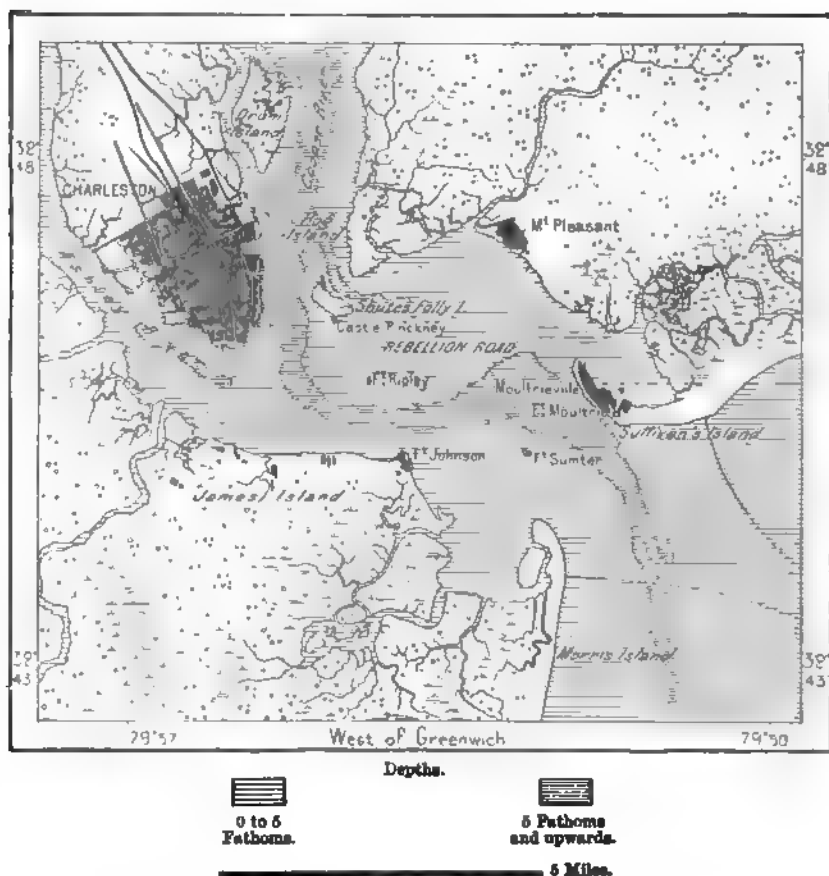 Drum
Island
Cooper River
32°
48'
32°
48'
CHARLESTON
Island
Mt Pleasant
Shutes Folly I.
Castle Pinckney
REBELLION ROAD
Ft Ripley
Moultrieville
Ft Moultrie
Sullivan's Island
Ft Johnson
Ft Sumter
James Island
Morris Island
32°
43'
32°
43'
79°57
West of Greenwich
79°50
Depths.
0 to 5
Fathoms.
5 Fathoms
and upwards.
5 Miles.